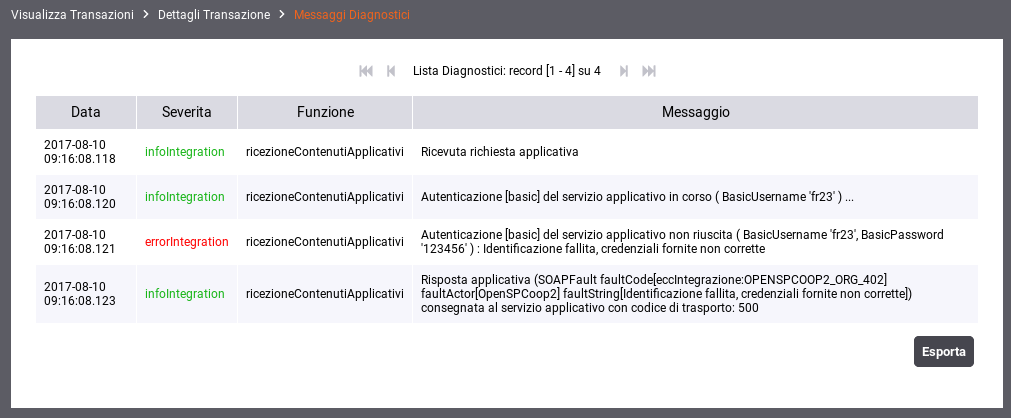 Visualizza Transazioni > Dettagli Transazione > Messaggi Diagnostici
Lista Diagnostici: record [1 - 4] su 4
Data Severita Funzione Messaggio
2017-08-10
09:16:08.118
infoIntegration
ricezioneContenutiApplicativi
Ricevuta richiesta applicativa
2017-08-10
09:16:08.120
infoIntegration
ricezioneContenutiApplicativi
Autenticazione [basic] del servizio applicativo in corso ( BasicUsername 'fr23' ) ...
2017-08-10
09:16:08.121
errorIntegration
ricezioneContenutiApplicativi
Autenticazione [basic] del servizio applicativo non riuscita ( BasicUsername 'fr23', BasicPassword
'123456' ) : Identificazione fallita, credenziali fornite non corrette
2017-08-10
09:16:08.123
infoIntegration
ricezioneContenutiApplicativi
Risposta applicativa (SOAPFault faultCode[eccIntegrazione:OPENSPCOOP2_ORG_402]
faultActor[OpenSPCoop2] faultString[Identificazione fallita, credenziali fornite non corrette])
consegnata al servizio applicativo con codice di trasporto: 500
Esporta